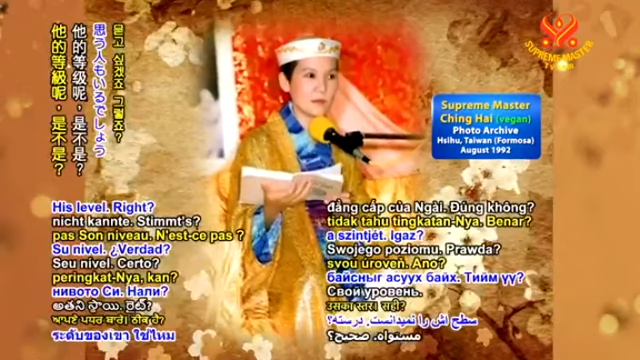 묻고 싶겠죠 그렇죠?
思う人もいるでしょう
他的等级呢，是不是？
他的等級呢，是不是？
SUPREME MASTER
TV
Supreme Master
Ching Hai (vegan)
Photo Archive
Hsihu, Taiwan (Formosa)
August 1992
His level. Right?
nicht kannte. Stimmt's?
pas Son niveau. N'est-ce pas ?
Su nivel. ¿Verdad?
Seu nível. Certo?
peringkat-Nya, kan?
нивото Си. Нали?
అతని స్థాయి. రైట్?
ਆਪਣੇ ਪਧਰ ਬਾਰੇ। ਠੀਕ ਹੈ?
ระดับของเขา ใช่ไหม
đẳng cấp của Ngài. Đúng không?
tidak tahu tingkatan-Nya. Benar?
a szintjét. Igaz?
Swojego poziomu. Prawda?
svou úroveň. Ano?
байсныг асуух байх. Тийм үү?
Свой уровень.
उसका स्तर। सही?
سطح اش را نمیدانست. درسته؟
مستواه. صحيح؟